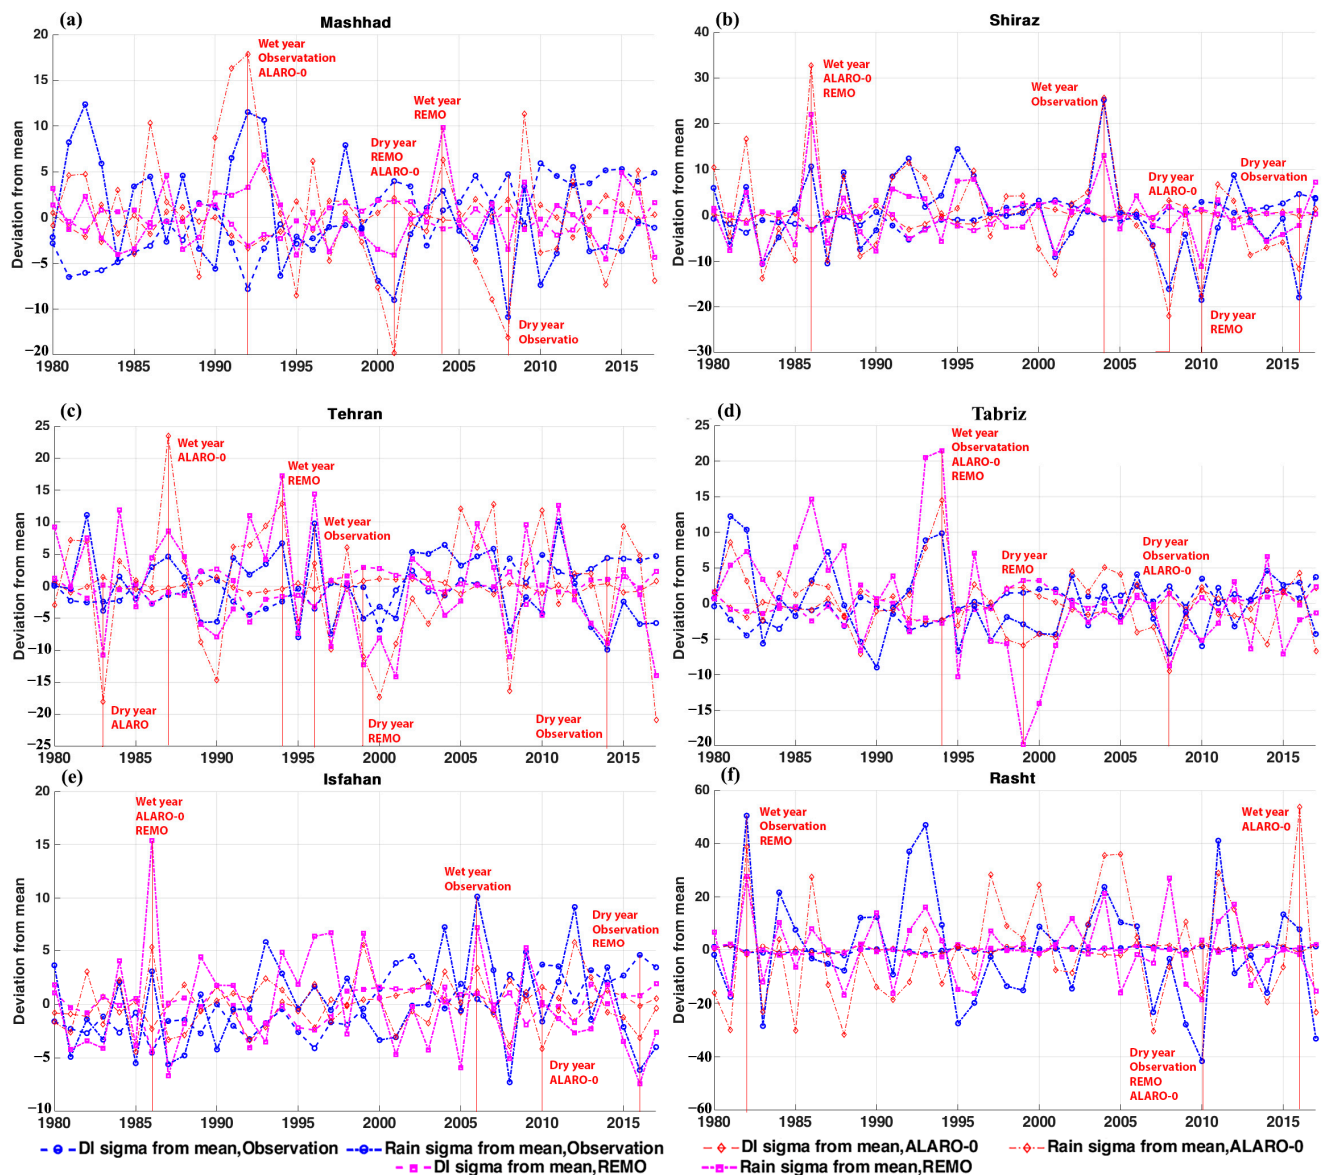 (a)
Mashhad
Deviation from mean
20
15
10
5
0
−5
−10
−15
−20
1980 1985 1990 1995 2000 2005 2010 2015
Wet year
Observatation
ALARO-0
Dry year
REMO
ALARO-0
Wet year
REMO
Dry year
Observatio
(b)
Shiraz
Deviation from mean
40
30
20
10
0
−10
−20
−30
1980 1985 1990 1995 2000 2005 2010 2015
Wet year
ALARO-0
REMO
Wet year
Observation
Dry year
ALARO-0
Dry year
Observation
Dry year
REMO
(c)
Tehran
Deviation from mean
25
20
15
10
5
0
−5
−10
−15
−20
−25
1980 1985 1990 1995 2000 2005 2010 2015
Wet year
ALARO-0
Wet year
REMO
Wet year
Observation
Dry year
ALARO
Dry year
REMO
Dry year
Observation
(d)
Tabriz
Deviation from mean
25
20
15
10
5
0
−5
−10
−15
−20
1980 1985 1990 1995 2000 2005 2010 2015
Wet year
Observatation
ALARO-0
REMO
Dry year
REMO
Dry year
Observation
ALARO-0
(e)
Isfahan
Deviation from mean
20
15
10
5
0
−5
−10
1980 1985 1990 1995 2000 2005 2010 2015
Wet year
ALARO-0
REMO
Wet year
Observation
Dry year
Observation
REMO
Dry year
ALARO-0
(f)
Rasht
Deviation from mean
60
40
20
0
−20
−40
−60
1980 1985 1990 1995 2000 2005 2010 2015
Wet year
Observation
REMO
Wet year
ALARO-0
Dry year
Observation
REMO
ALARO-0
DI sigma from mean,Observation
Rain sigma from mean,Observation
DI sigma from mean,ALARO-0
Rain sigma from mean,ALARO-0
DI sigma from mean,REMO
Rain sigma from mean,REMO